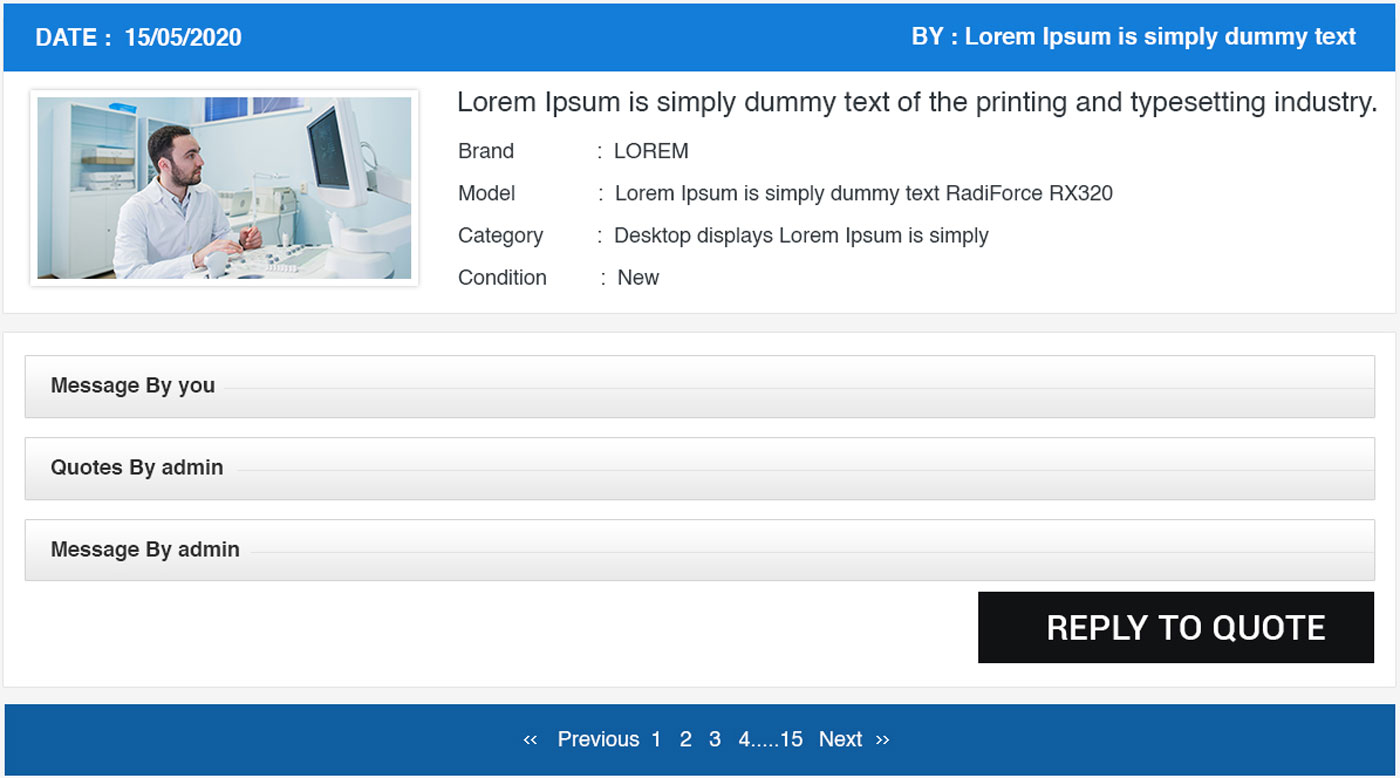 DATE : 15/05/2020
BY : Lorem Ipsum is simply dummy text
Lorem Ipsum is simply dummy text of the printing and typesetting industry.
Brand : LOREM
Model : Lorem Ipsum is simply dummy text RadiForce RX320
Category : Desktop displays Lorem Ipsum is simply
Condition : New
Message By you
Quotes By admin
Message By admin
REPLY TO QUOTE
‹‹ Previous 1 2 3 4.....15 Next ››